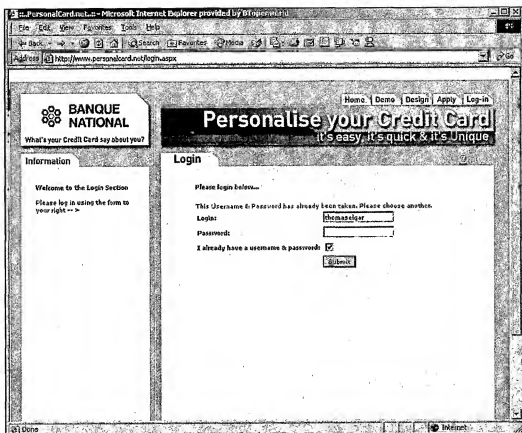 ::..PersonalCard.net..:: - Microsoft Internet Explorer provided by BTopenworld
File Edit View Favorites Tools Help
Back Search Favorites Media
Address http://www.personalcard.net/login.aspx Go
Home Demo Design Apply Log-in
BANQUE NATIONAL
What's your Credit Card say about you?
Personalise your Credit Card
it's easy, it's quick & it's Unique
Information
Login
Welcome to the Login Section
Please log in using the form to your right -- >
Please login below...
This Username & Password has already been taken. Please choose another.
Login: thomaselgar
Password:
I already have a username & password:
Submit
Done Internet